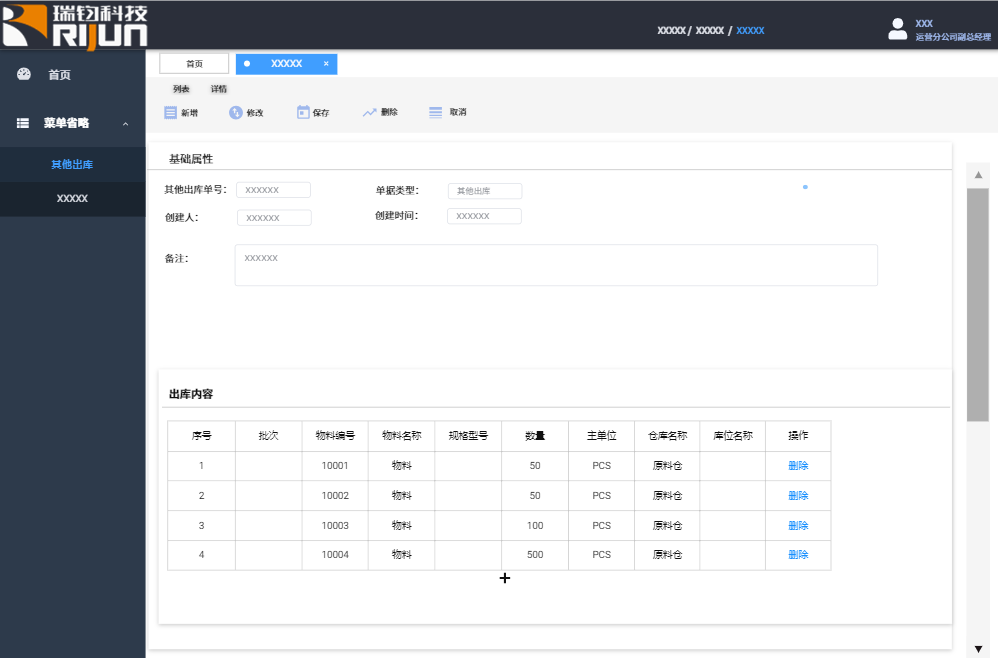 瑞钧科技
RIJUN
XXXX / XXXX / XXXX
XXX
运营分公司副总经理
首页
菜单省略
其他出库
XXXX
首页
XXXX ×
列表 详情
新增 修改 保存 删除 取消
基础属性
其他出库单号： XXXXXX 单据类型： 其他出库
创建人： XXXXXX 创建时间： XXXXXX
备注： XXXXXX
出库内容
序号 批次 物料编号 物料名称 规格型号 数量 主单位 仓库名称 库位名称 操作
1 10001 物料 50 PCS 原料仓 删除
2 10002 物料 50 PCS 原料仓 删除
3 10003 物料 100 PCS 原料仓 删除
4 10004 物料 500 PCS 原料仓 删除